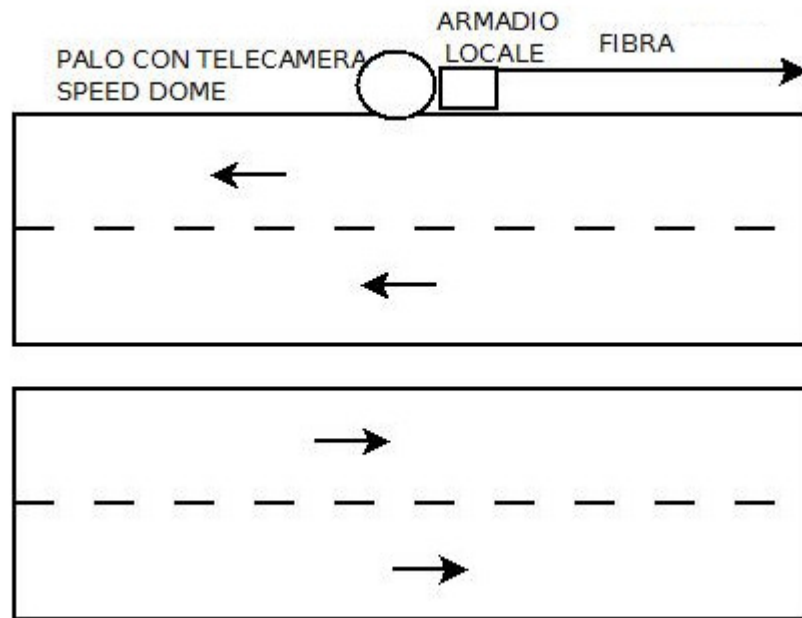 PALO CON TELECAMERA
SPEED DOME
ARMADIO
LOCALE
FIBRA